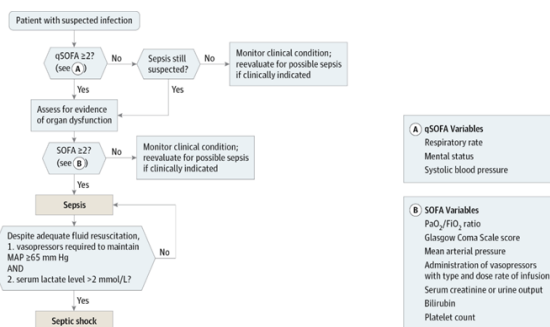 Patient with suspected infection
qSOFA ≥2?
(see A)
No
Sepsis still
suspected?
No
Monitor clinical condition;
reevaluate for possible sepsis
if clinically indicated
Yes
Yes
Assess for evidence
of organ dysfunction
SOFA ≥2?
(see B)
No
Monitor clinical condition;
reevaluate for possible sepsis
if clinically indicated
Yes
Sepsis
Despite adequate fluid resuscitation,
1. vasopressors required to maintain
MAP ≥65 mm Hg
AND
2. serum lactate level >2 mmol/L?
No
Yes
Septic shock
A qSOFA Variables
Respiratory rate
Mental status
Systolic blood pressure
B SOFA Variables
PaO2/FiO2 ratio
Glasgow Coma Scale score
Mean arterial pressure
Administration of vasopressors
with type and dose rate of infusion
Serum creatinine or urine output
Bilirubin
Platelet count